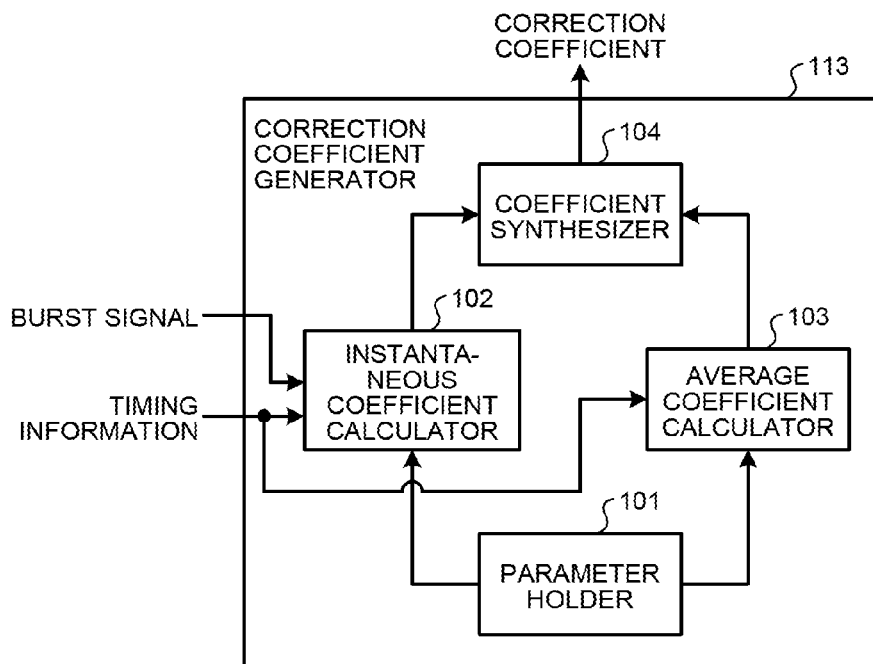 CORRECTION
COEFFICIENT
113
CORRECTION
COEFFICIENT
GENERATOR
104
COEFFICIENT
SYNTHESIZER
BURST SIGNAL
102
INSTANTA-
NEOUS
COEFFICIENT
CALCULATOR
103
AVERAGE
COEFFICIENT
CALCULATOR
TIMING
INFORMATION
101
PARAMETER
HOLDER